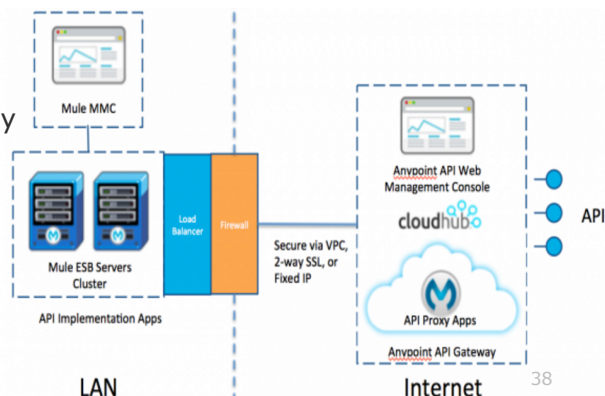 Mule MMC
y
Mule ESB Servers
Cluster
API Implementation Apps
Load
Balancer
Firewall
Secure via VPC,
2-way SSL, or
Fixed IP
Anypoint API Web
Management Console
cloudhub
API Proxy Apps
Anypoint API Gateway
API
LAN
Internet
38